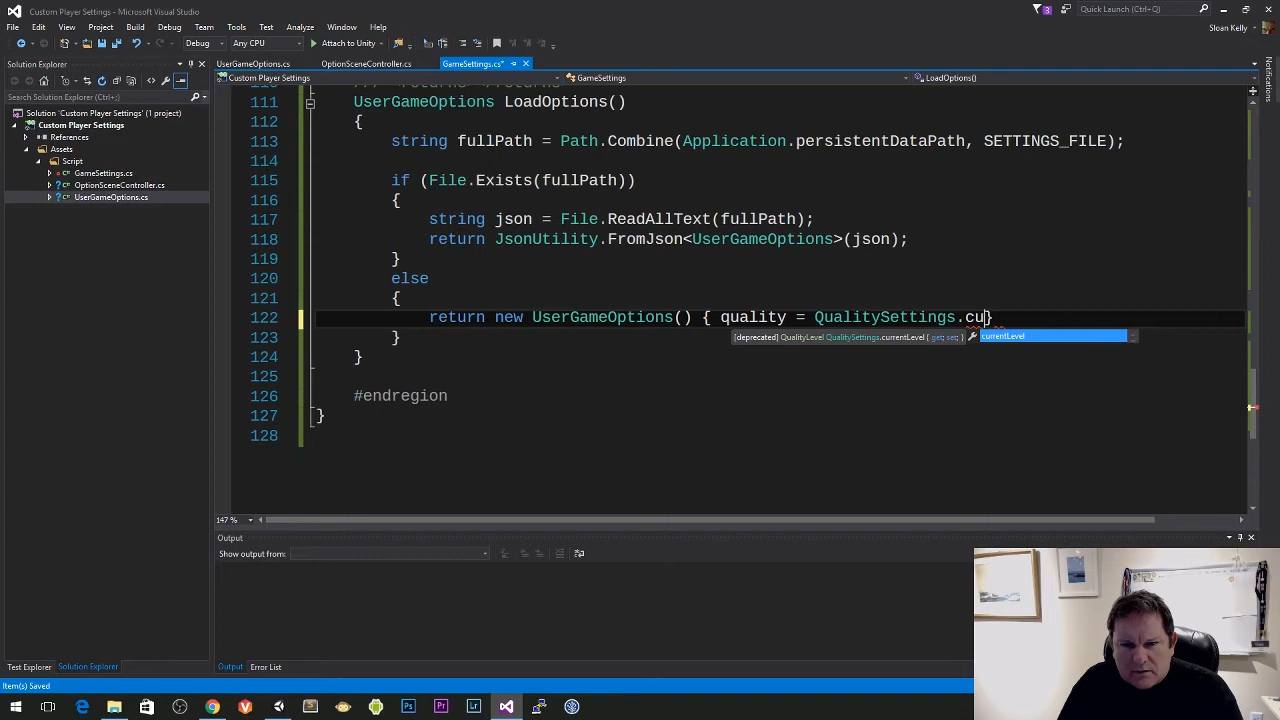 Custom Player Settings - Microsoft Visual Studio
3
Quick Launch (Ctrl+Q)
File Edit View Project Build Debug Team Tools Test Analyze Window Help
Sloan Kelly
Debug Any CPU Attach to Unity
Solution Explorer
UserGameOptions.cs OptionSceneController.cs GameSettings.cs*
Notifications
Custom Player Settings GameSettings LoadOptions()
Search Solution Explorer (Ctrl+;)
Solution 'Custom Player Settings' (1 project)
Custom Player Settings
References
Assets
Script
GameSettings.cs
OptionSceneController.cs
UserGameOptions.cs
111 UserGameOptions LoadOptions()
112 {
113 string fullPath = Path.Combine(Application.persistentDataPath, SETTINGS_FILE);
114
115 if (File.Exists(fullPath))
116 {
117 string json = File.ReadAllText(fullPath);
118 return JsonUtility.FromJson<UserGameOptions>(json);
119 }
120 else
121 {
122 return new UserGameOptions() { quality = QualitySettings.cu}
[deprecated] QualityLevel QualitySettings.currentLevel { get; set; } currentLevel
123 }
124 }
125
126 #endregion
127 }
128
147 %
Output
Show output from:
Test Explorer Solution Explorer Output Error List
Item(s) Saved